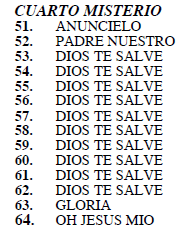 CUARTO MISTERIO
51. ANUNCIELO
52. PADRE NUESTRO
53. DIOS TE SALVE
54. DIOS TE SALVE
55. DIOS TE SALVE
56. DIOS TE SALVE
57. DIOS TE SALVE
58. DIOS TE SALVE
59. DIOS TE SALVE
60. DIOS TE SALVE
61. DIOS TE SALVE
62. DIOS TE SALVE
63. GLORIA
64. OH JESUS MIO